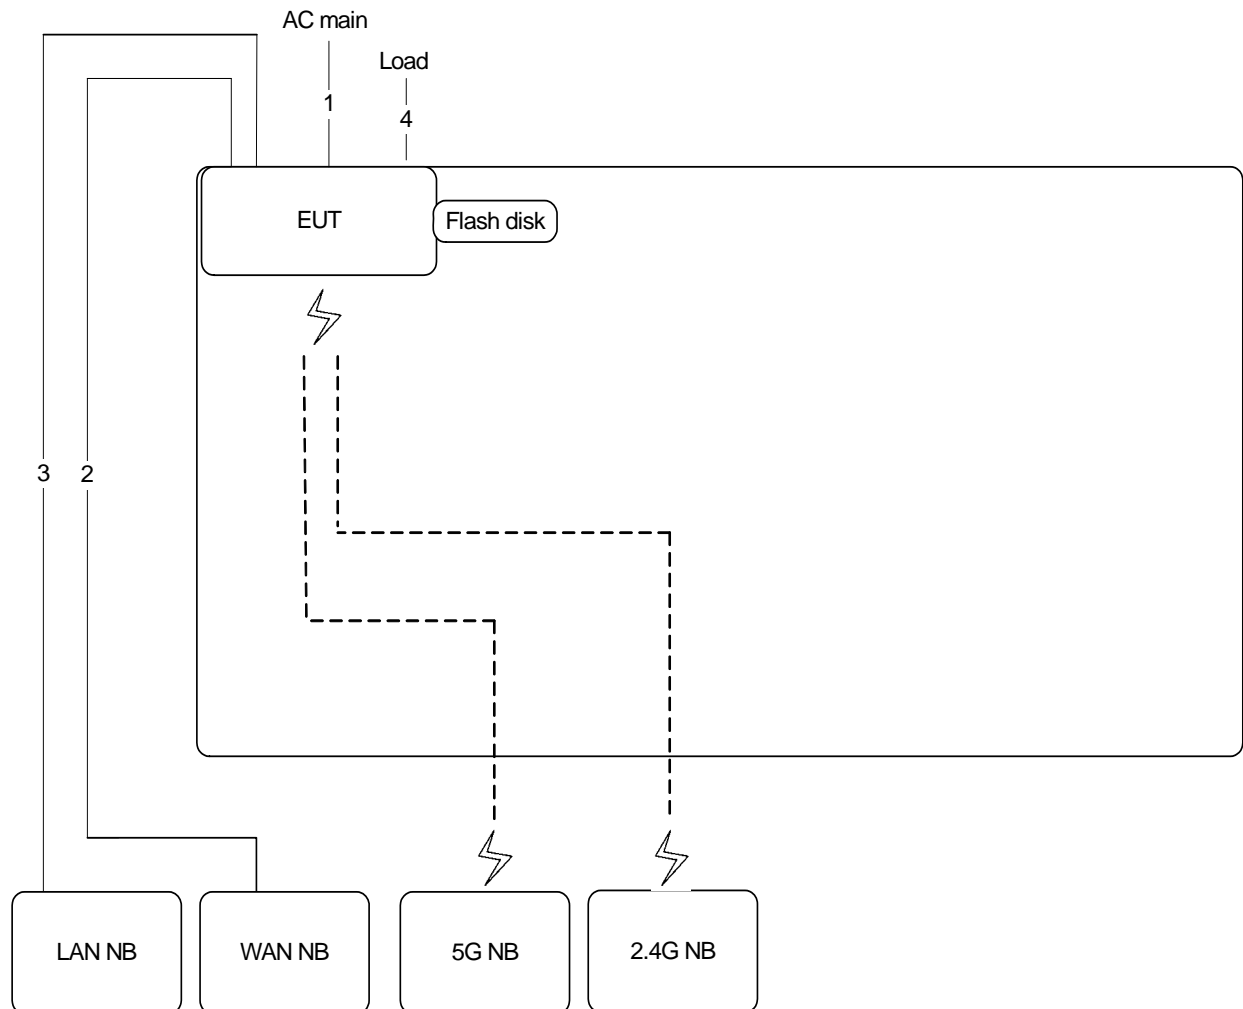 AC main
Load
1
4
EUT
Flash disk
3
2
LAN NB
WAN NB
5G NB
2.4G NB